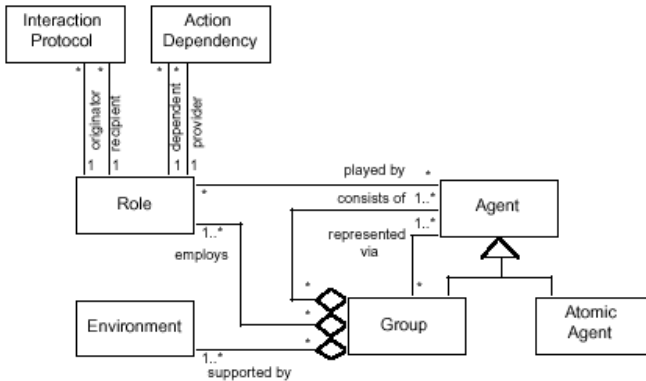 Interaction
Protocol
Action
Dependency
* * * *
originator
recipient
dependent
provider
1 1 1 1
played by *
Role
*
consists of 1..*
Agent
1..*
1..*
represented
via
employs
* *
Group
Atomic
Agent
*
Environment
*
1..*
supported by